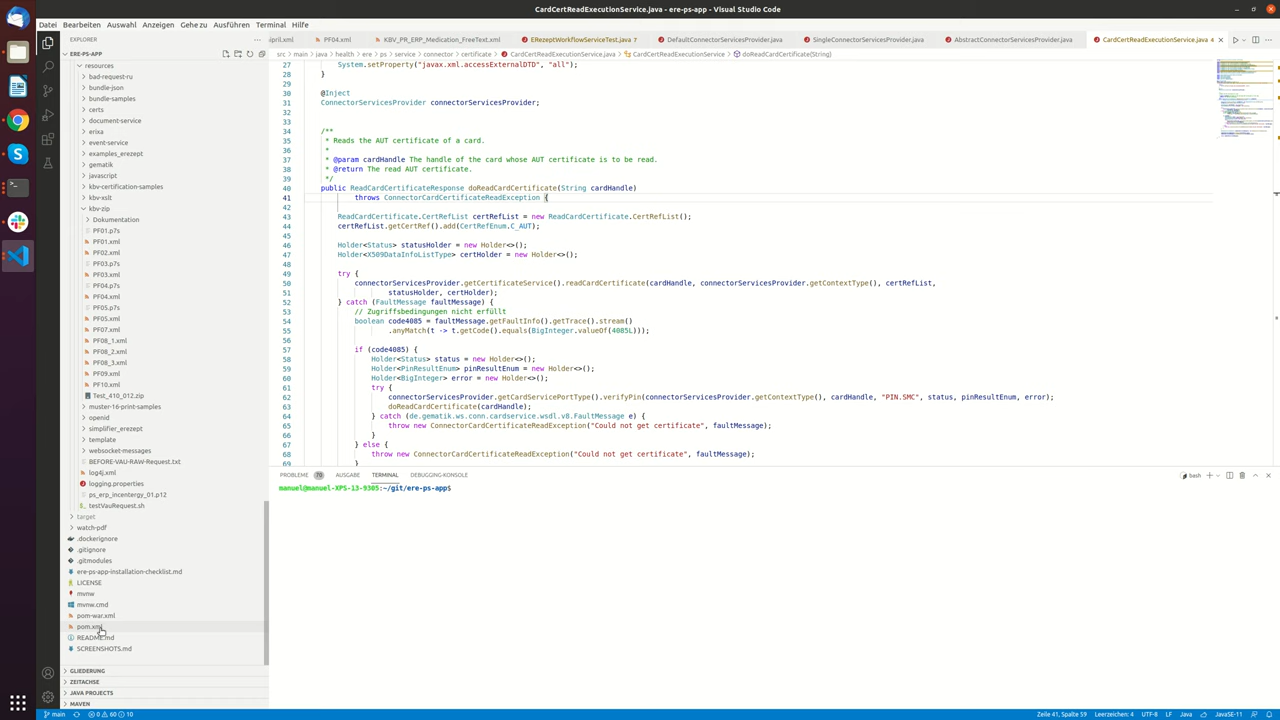 CardCertReadExecutionService.java - ere-ps-app - Visual Studio Code
Datei Bearbeiten Auswahl Anzeigen Gehe zu Ausführen Terminal Hilfe
EXPLORER
ipril.xml PF04.xml KBV_PR_ERP_Medication_FreeText.xml ERezeptWorkflowServiceTest.java ? DefaultConnectorServicesProvider.java SingleConnectorServicesProvider.java AbstractConnectorServicesProvider.java CardCertReadExecutionService.java 4
src > main > java > health > ere > ps > service > connector > certificate > CardCertReadExecutionService.java > CardCertReadExecutionService > doReadCardCertificate(String)
ERE-PS-APP
resources
bad-request-ru
bundle-json
bundle-samples
certs
document-service
erixa
event-service
examples_erezept
gematik
javascript
kbv-certification-samples
kbv-xslt
kbv-zip
Dokumentation
PF01.p7s
PF01.xml
PF02.xml
PF03.p7s
PF03.xml
PF04.p7s
PF04.xml
PF05.p7s
PF05.xml
PF07.xml
PF08_1.xml
PF08_2.xml
PF08_3.xml
PF09.xml
PF10.xml
Test_410_012.zip
muster-16-print-samples
openid
simplifier_erezept
template
websocket-messages
BEFORE-VAU-RAW-Request.txt
log4j.xml
logging.properties
ps_erp_incentergy_01.p12
testVauRequest.sh
target
watch-pdf
.dockerignore
.gitignore
.gitmodules
ere-ps-app-installation-checklist.md
LICENSE
mvnw
mvnw.cmd
pom-war.xml
pom.xml
README.md
SCREENSHOTS.md
GLIEDERUNG
ZEITACHSE
JAVA PROJECTS
MAVEN
27 System.setProperty("javax.xml.accessExternalDTD", "all");
28 }
29
30 @Inject
31 ConnectorServicesProvider connectorServicesProvider;
32
33
34 /**
35 * Reads the AUT certificate of a card.
36 *
37 * @param cardHandle The handle of the card whose AUT certificate is to be read.
38 * @return The read AUT certificate.
39 */
40 public ReadCardCertificateResponse doReadCardCertificate(String cardHandle)
41 throws ConnectorCardCertificateReadException {
42
43 ReadCardCertificate.CertRefList certRefList = new ReadCardCertificate.CertRefList();
44 certRefList.getCertRef().add(CertRefEnum.C_AUT);
45
46 Holder<Status> statusHolder = new Holder<>();
47 Holder<X509DataInfoListType> certHolder = new Holder<>();
48
49 try {
50 connectorServicesProvider.getCertificateService().readCardCertificate(cardHandle, connectorServicesProvider.getContextType(), certRefList,
51 statusHolder, certHolder);
52 } catch (FaultMessage faultMessage) {
53 // Zugriffsbedingungen nicht erfüllt
54 boolean code4085 = faultMessage.getFaultInfo().getTrace().stream()
55 .anyMatch(t -> t.getCode().equals(BigInteger.valueOf(4085L)));
56
57 if (code4085) {
58 Holder<Status> status = new Holder<>();
59 Holder<PinResultEnum> pinResultEnum = new Holder<>();
60 Holder<BigInteger> error = new Holder<>();
61 try {
62 connectorServicesProvider.getCardServicePortType().verifyPin(connectorServicesProvider.getContextType(), cardHandle, "PIN.SMC", status, pinResultEnum, error);
63 doReadCardCertificate(cardHandle);
64 } catch (de.gematik.ws.conn.cardservice.wsdl.v8.FaultMessage e) {
65 throw new ConnectorCardCertificateReadException("Could not get certificate", faultMessage);
66 }
67 } else {
68 throw new ConnectorCardCertificateReadException("Could not get certificate", faultMessage);
69 }
PROBLEME 70 AUSGABE TERMINAL DEBUGGING-KONSOLE
bash
manuel@manuel-XPS-13-9305:~/git/ere-ps-app$
main 0 60 10
Zeile 41, Spalte 59 Leerzeichen: 4 UTF-8 LF Java JavaSE-11